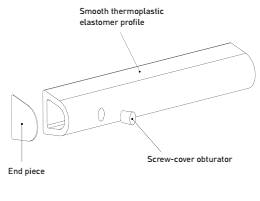 Smooth thermoplastic
elastomer profile
Screw-cover obturator
End piece